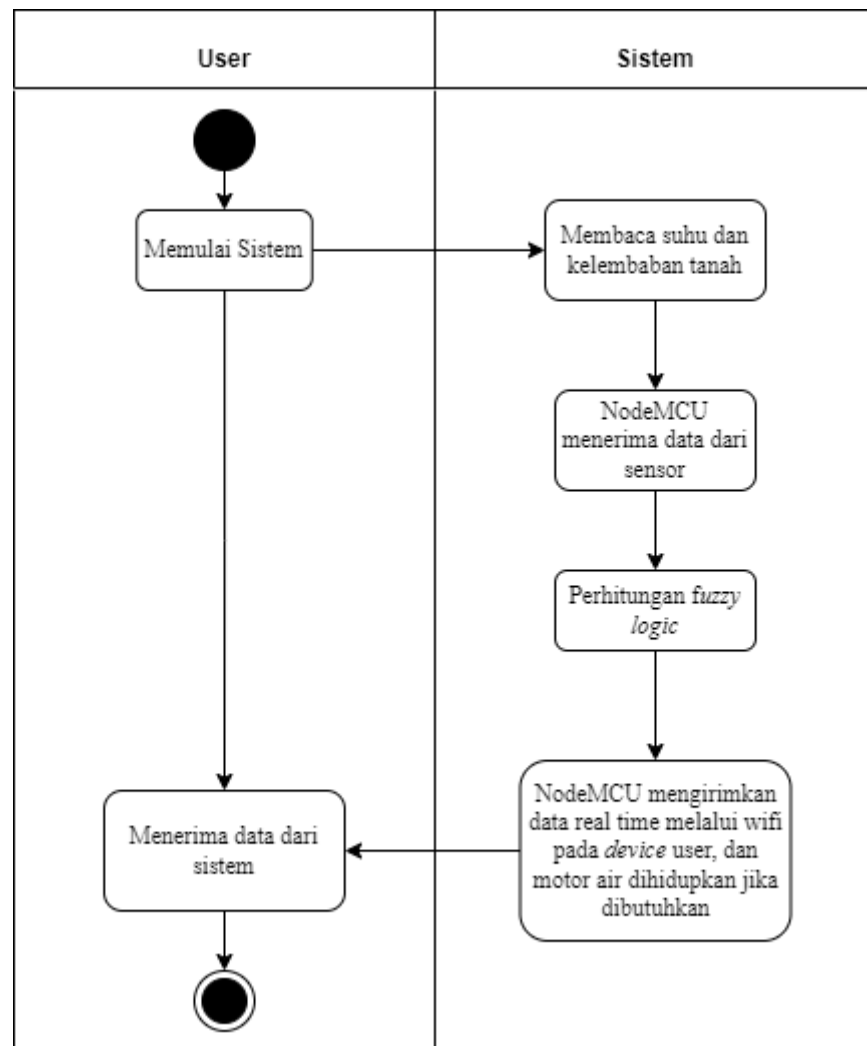 User
Sistem
Memulai Sistem
Membaca suhu dan
kelembaban tanah
NodeMCU
menerima data dari
sensor
Perhitungan fuzzy
logic
NodeMCU mengirimkan
data real time melalui wifi
pada device user, dan
motor air dihidupkan jika
dibutuhkan
Menerima data dari
sistem